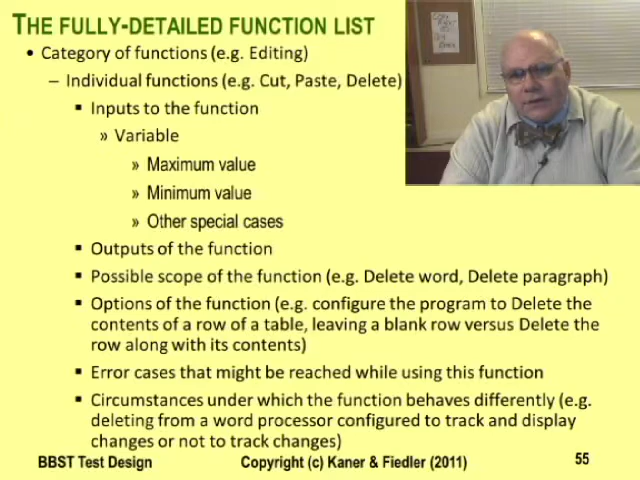 THE FULLY-DETAILED FUNCTION LIST
• Category of functions (e.g. Editing)
– Individual functions (e.g. Cut, Paste, Delete)
▪ Inputs to the function
» Variable
» Maximum value
» Minimum value
» Other special cases
▪ Outputs of the function
▪ Possible scope of the function (e.g. Delete word, Delete paragraph)
▪ Options of the function (e.g. configure the program to Delete the
contents of a row of a table, leaving a blank row versus Delete the
row along with its contents)
▪ Error cases that might be reached while using this function
▪ Circumstances under which the function behaves differently (e.g.
deleting from a word processor configured to track and display
changes or not to track changes)
BBST Test Design Copyright (c) Kaner & Fiedler (2011) 55